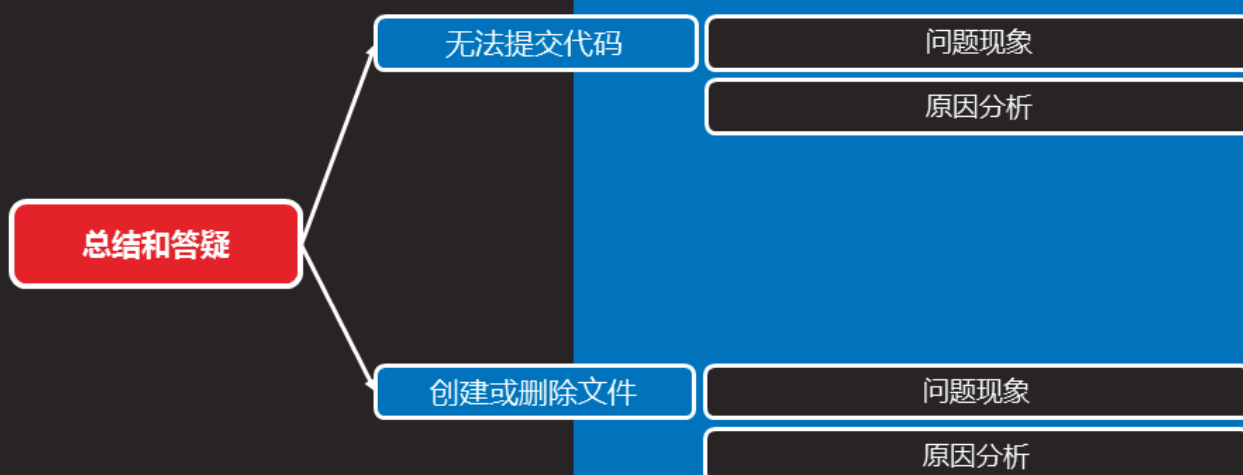 无法提交代码
问题现象
原因分析
总结和答疑
创建或删除文件
问题现象
原因分析